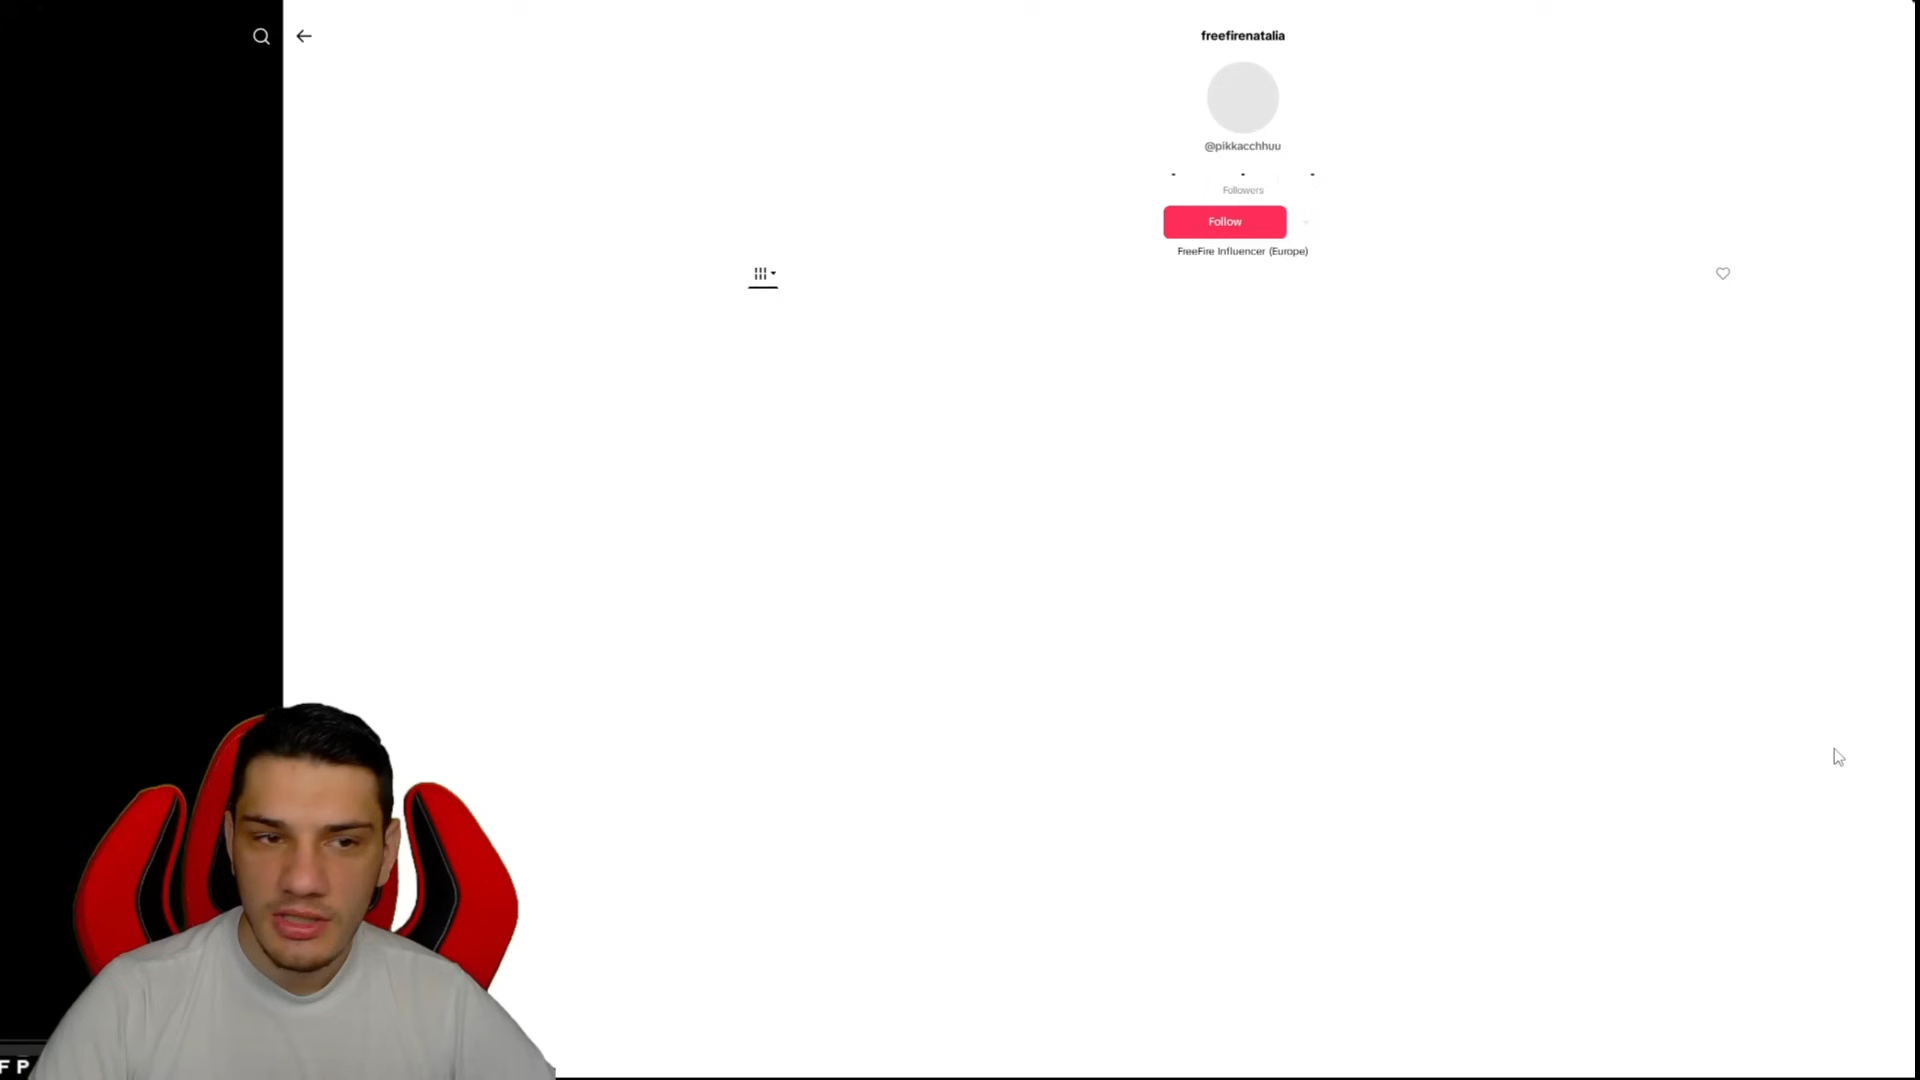 freefirenatalia
@pikkacchhuu
- - -
Followers
Follow
FreeFire Influencer (Europe)
F P